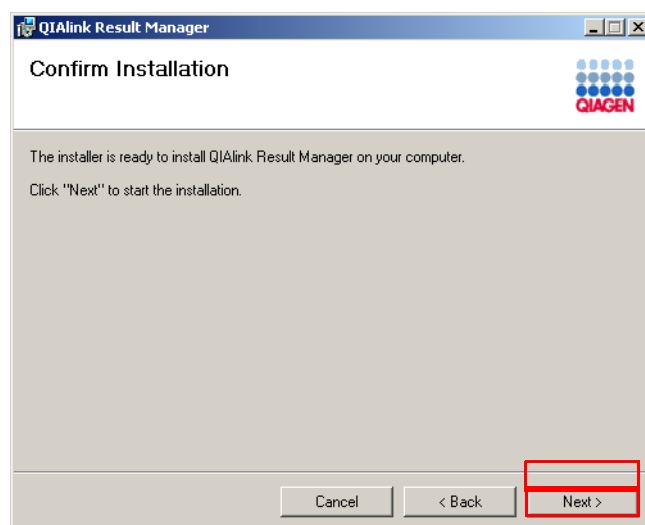 QIAlink Result Manager
Confirm Installation
QIAGEN
The installer is ready to install QIAlink Result Manager on your computer.
Click "Next" to start the installation.
Cancel
< Back
Next >